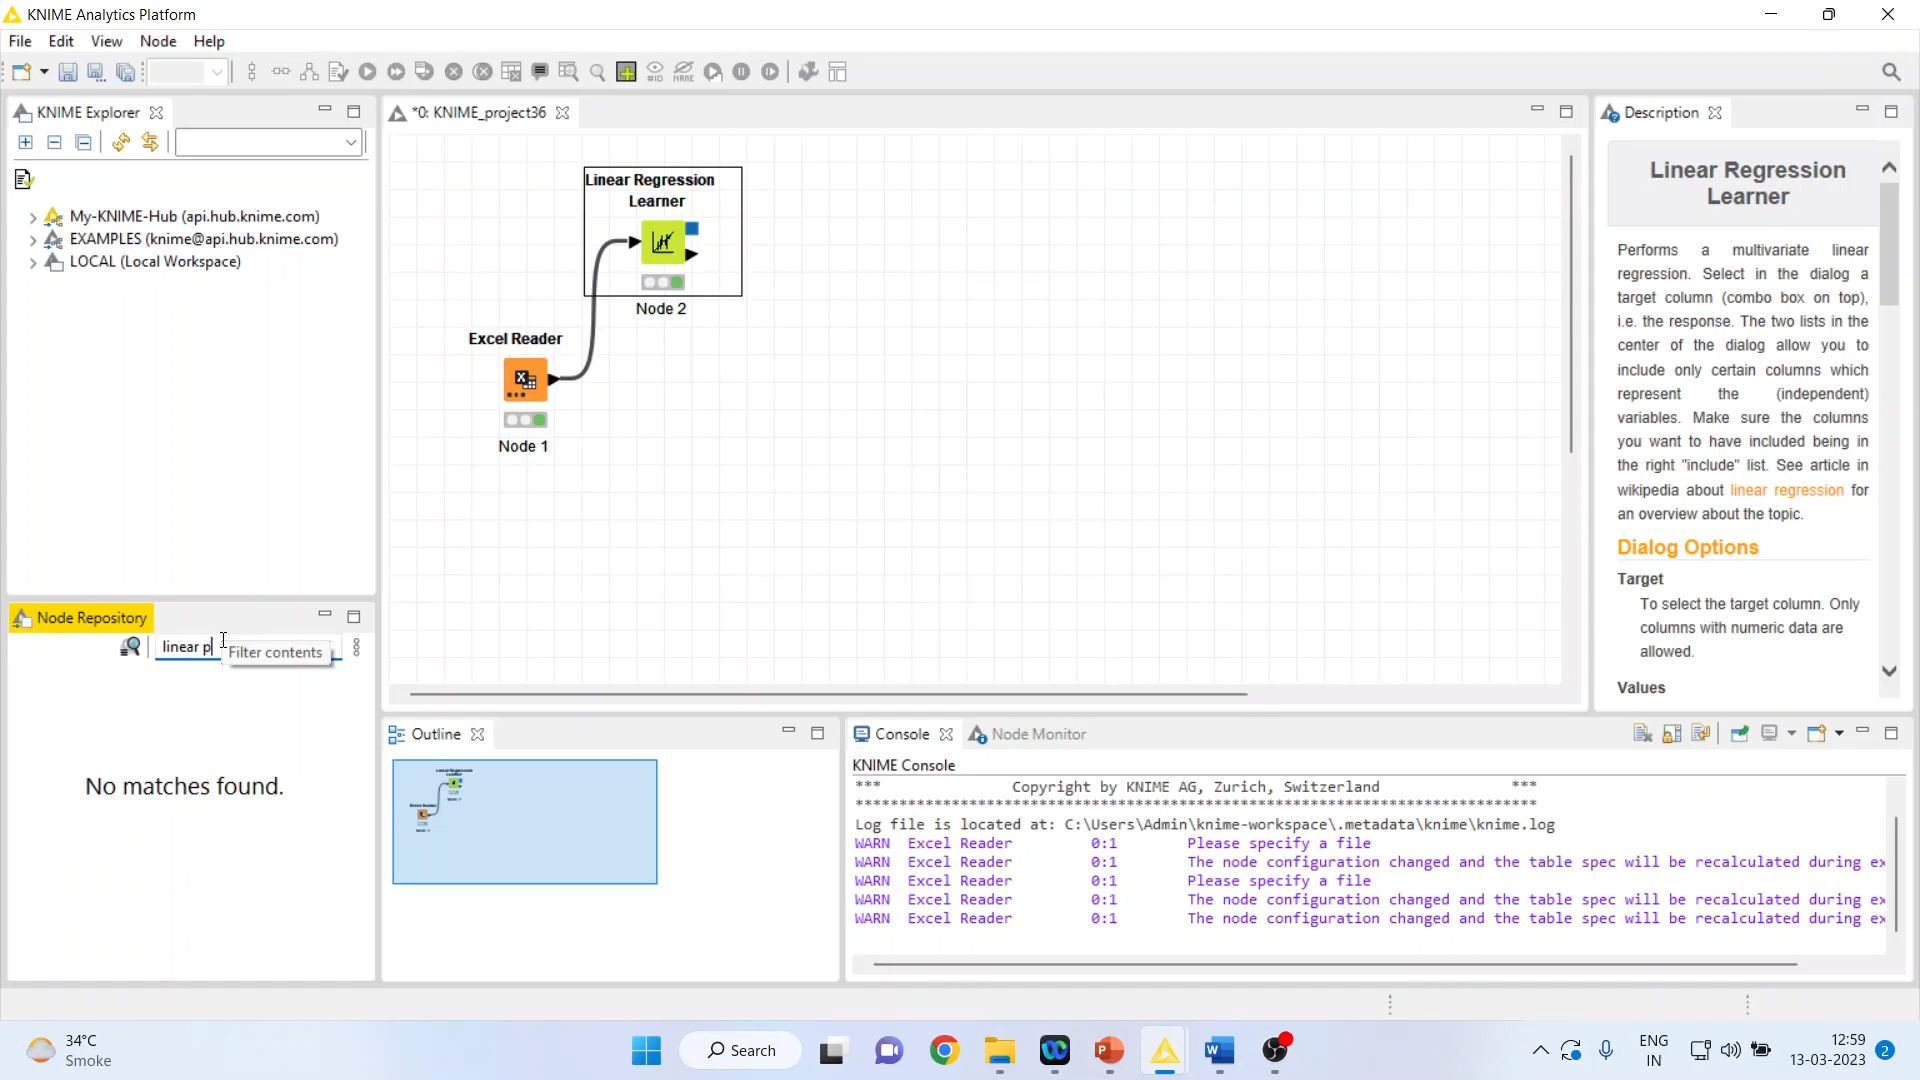 KNIME Analytics Platform
File Edit View Node Help
#ID
NAME
KNIME Explorer
My-KNIME-Hub (api.hub.knime.com)
EXAMPLES (knime@api.hub.knime.com)
LOCAL (Local Workspace)
*0: KNIME_project36
Linear Regression
Learner
Node 2
Excel Reader
Node 1
Description
Linear Regression
Learner
Performs a multivariate linear
regression. Select in the dialog a
target column (combo box on top),
i.e. the response. The two lists in the
center of the dialog allow you to
include only certain columns which
represent the (independent)
variables. Make sure the columns
you want to have included being in
the right "include" list. See article in
wikipedia about linear regression for
an overview about the topic.
Dialog Options
Target
To select the target column. Only
columns with numeric data are
allowed.
Values
Node Repository
linear p
Filter contents
No matches found.
Outline
Console
Node Monitor
KNIME Console
*** Copyright by KNIME AG, Zurich, Switzerland ***
Log file is located at: C:\Users\Admin\knime-workspace\.metadata\knime\knime.log
WARN Excel Reader 0:1 Please specify a file
WARN Excel Reader 0:1 The node configuration changed and the table spec will be recalculated during ex
WARN Excel Reader 0:1 Please specify a file
WARN Excel Reader 0:1 The node configuration changed and the table spec will be recalculated during ex
WARN Excel Reader 0:1 The node configuration changed and the table spec will be recalculated during ex
34°C
Smoke
Search
ENG
IN
12:59
13-03-2023
2